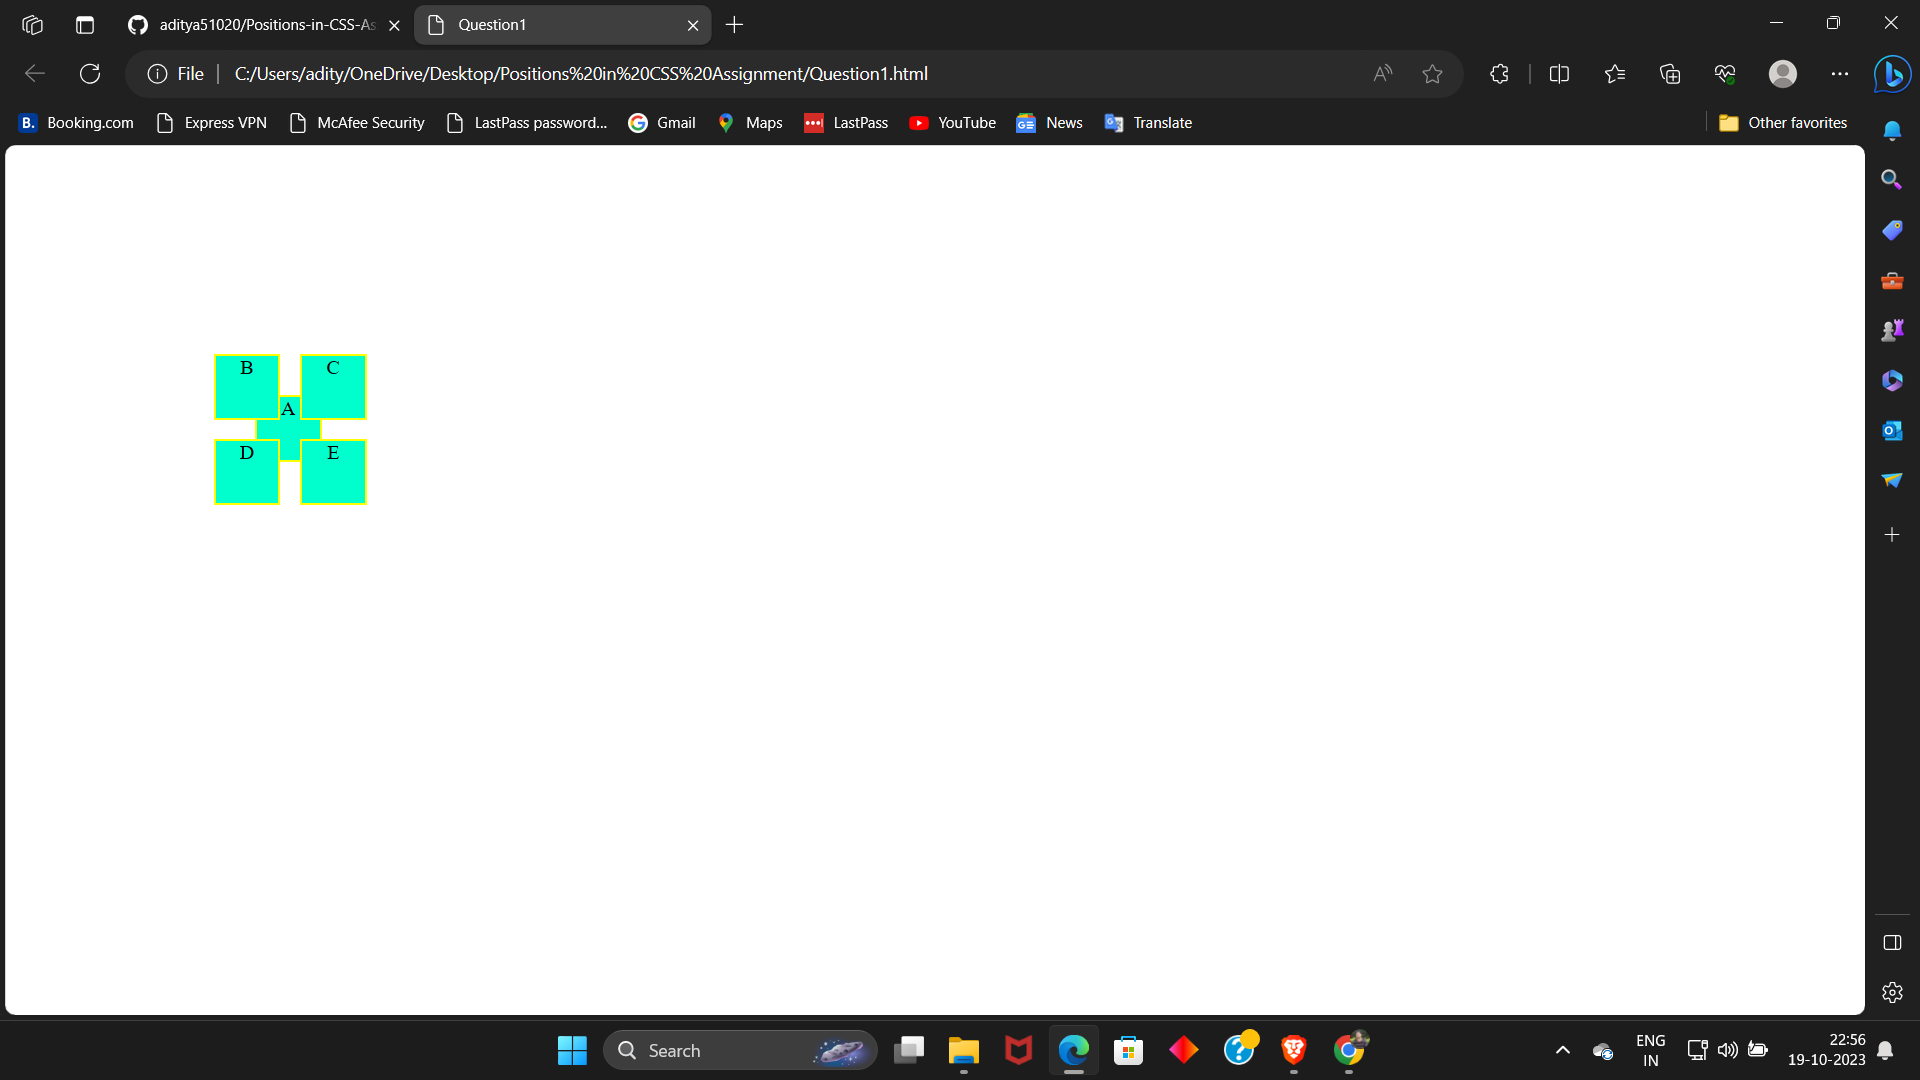 aditya51020/Positions-in-CSS-As
Question1
File
C:/Users/adity/OneDrive/Desktop/Positions%20in%20CSS%20Assignment/Question1.html
B. Booking.com
Express VPN
McAfee Security
LastPass password...
Gmail
Maps
LastPass
YouTube
News
Translate
Other favorites
B
C
A
D
E
Search
ENG
IN
22:56
19-10-2023